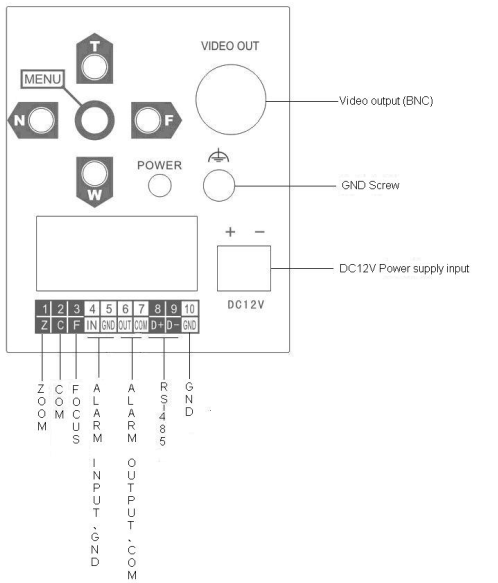 T
VIDEO OUT
MENU
Video output (BNC)
N
F
POWER
W
GND Screw
+ −
DC12V Power supply input
DC12V
1 2 3 4 5 6 7 8 9 10
Z C F IN GND OUT COM D+ D− GND
ZOOM
COM
FOCUS
ALARM INPUT、GND
ALARM OUTPUT、COM
RS-485
GND